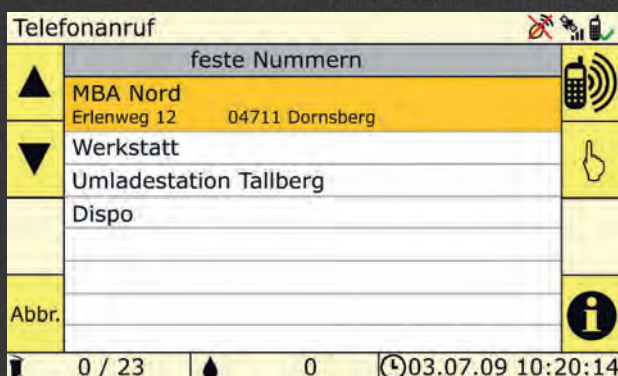 Telefonanruf
feste Nummern
MBA Nord
Erlenweg 12 04711 Dornsberg
Werkstatt
Umladestation Tallberg
Dispo
Abbr.
0 / 23 0 03.07.09 10:20:14